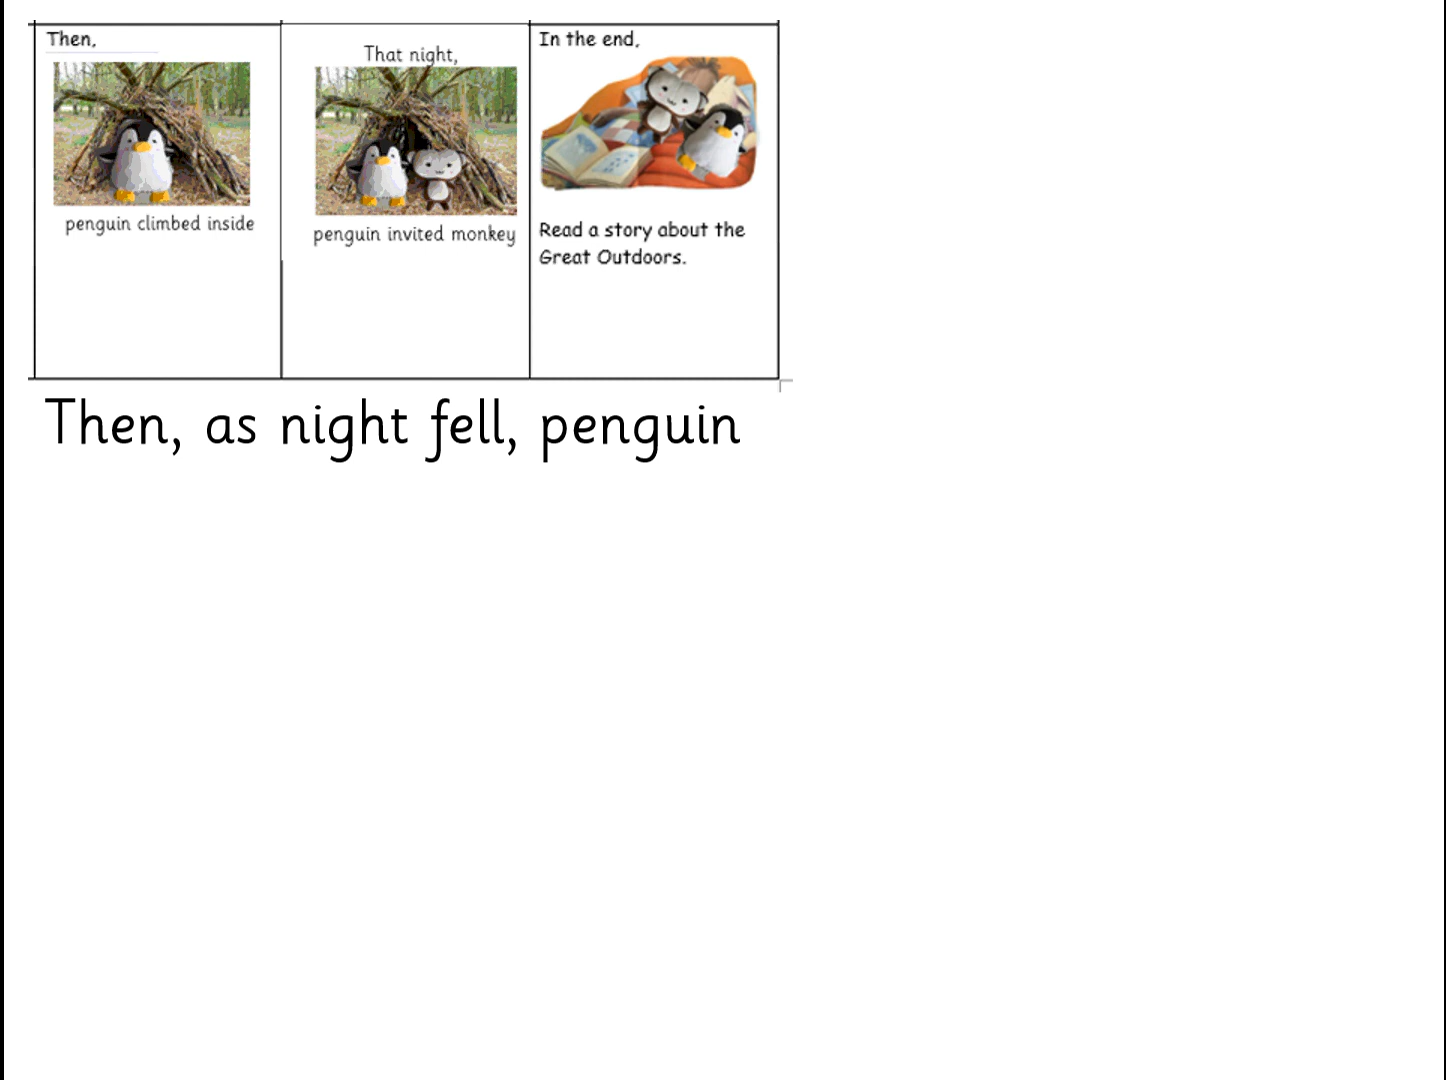 Then,
penguin climbed inside
That night,
penguin invited monkey
In the end,
Read a story about the
Great Outdoors.
Then, as night fell, penguin